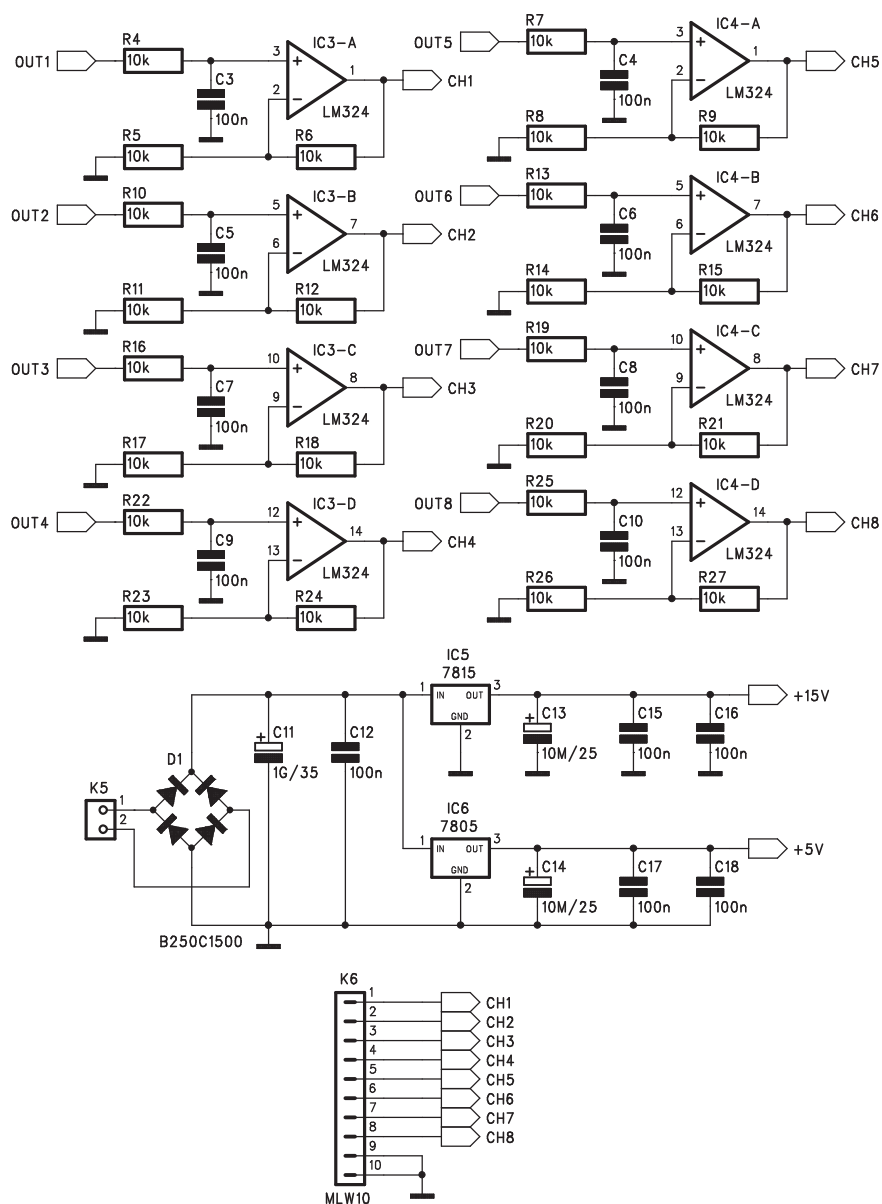 R4
10k
OUT1
C3
100n
3
2
1
IC3-A
LM324
CH1
R5
10k
R6
10k
R7
10k
OUT5
C4
100n
3
2
1
IC4-A
LM324
CH5
R8
10k
R9
10k
R10
10k
OUT2
C5
100n
5
6
7
IC3-B
LM324
CH2
R11
10k
R12
10k
R13
10k
OUT6
C6
100n
5
6
7
IC4-B
LM324
CH6
R14
10k
R15
10k
R16
10k
OUT3
C7
100n
10
9
8
IC3-C
LM324
CH3
R17
10k
R18
10k
R19
10k
OUT7
C8
100n
10
9
8
IC4-C
LM324
CH7
R20
10k
R21
10k
R22
10k
OUT4
C9
100n
12
13
14
IC3-D
LM324
CH4
R23
10k
R24
10k
R25
10k
OUT8
C10
100n
12
13
14
IC4-D
LM324
CH8
R26
10k
R27
10k
K5
1
2
D1
B250C1500
+
C11
1G/35
C12
100n
IC5
7815
1
IN
OUT
3
GND
2
+
C13
10M/25
C15
100n
C16
100n
+15V
IC6
7805
1
IN
OUT
3
GND
2
+
C14
10M/25
C17
100n
C18
100n
+5V
K6
1
CH1
2
CH2
3
CH3
4
CH4
5
CH5
6
CH6
7
CH7
8
CH8
9
10
MLW10